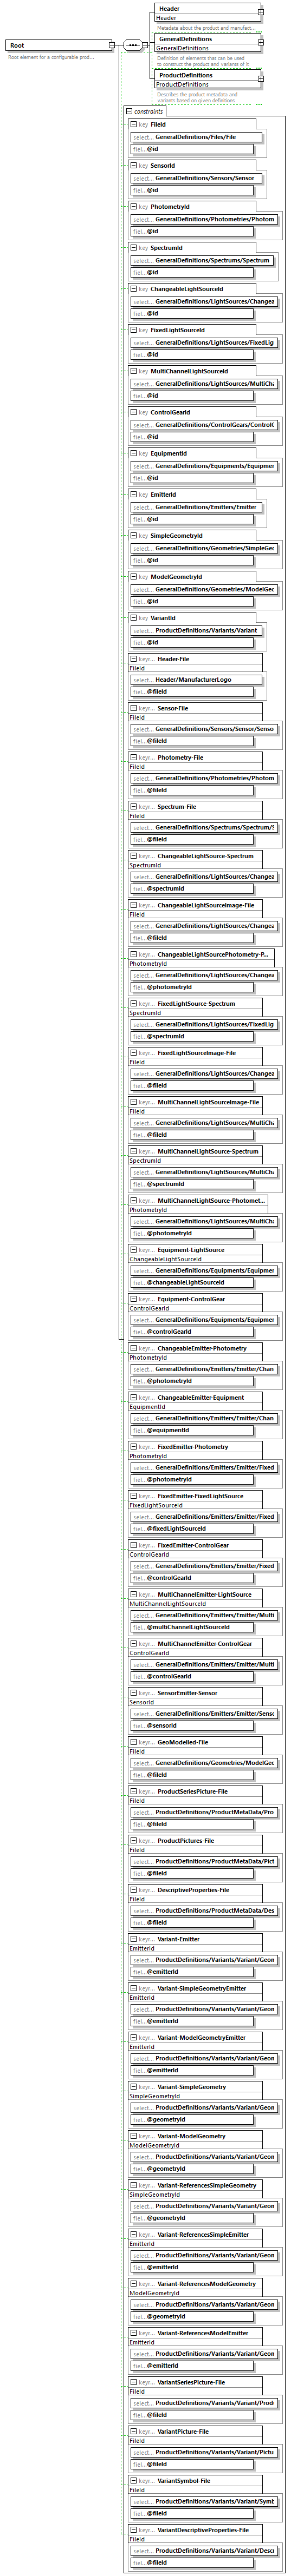 Root
Root element for a configurable prod...
Header
Header
Metadata about the product and manufact...
GeneralDefinitions
GeneralDefinitions
Definition of elements that can be used
to construct the product and variants of it
ProductDefinitions
ProductDefinitions
Describes the product metadata and
variants based on given definitions
constraints
key FileId
select... GeneralDefinitions/Files/File
fiel... @id
key SensorId
select... GeneralDefinitions/Sensors/Sensor
fiel... @id
key PhotometryId
select... GeneralDefinitions/Photometries/Photom
fiel... @id
key SpectrumId
select... GeneralDefinitions/Spectrums/Spectrum
fiel... @id
key ChangeableLightSourceId
select... GeneralDefinitions/LightSources/Changea
fiel... @id
key FixedLightSourceId
select... GeneralDefinitions/LightSources/FixedLig
fiel... @id
key MultiChannelLightSourceId
select... GeneralDefinitions/LightSources/MultiCha
fiel... @id
key ControlGearId
select... GeneralDefinitions/ControlGears/ControlG
fiel... @id
key EquipmentId
select... GeneralDefinitions/Equipments/Equipmer
fiel... @id
key EmitterId
select... GeneralDefinitions/Emitters/Emitter
fiel... @id
key SimpleGeometryId
select... GeneralDefinitions/Geometries/SimpleGec
fiel... @id
key ModelGeometryId
select... GeneralDefinitions/Geometries/ModelGec
fiel... @id
key VariantId
select... ProductDefinitions/Variants/Variant
fiel... @id
keyr... Header-File
FileId
select... Header/ManufacturerLogo
fiel... @fileId
keyr... Sensor-File
FileId
select... GeneralDefinitions/Sensors/Sensor/Senso
fiel... @fileId
keyr... Photometry-File
FileId
select... GeneralDefinitions/Photometries/Photom
fiel... @fileId
keyr... Spectrum-File
FileId
select... GeneralDefinitions/Spectrums/Spectrum/S
fiel... @fileId
keyr... ChangeableLightSource-Spectrum
SpectrumId
select... GeneralDefinitions/LightSources/Changea
fiel... @spectrumId
keyr... ChangeableLightSourceImage-File
FileId
select... GeneralDefinitions/LightSources/Changea
fiel... @fileId
keyr... ChangeableLightSourcePhotometry-P...
PhotometryId
select... GeneralDefinitions/LightSources/Changea
fiel... @photometryId
keyr... FixedLightSource-Spectrum
SpectrumId
select... GeneralDefinitions/LightSources/FixedLig
fiel... @spectrumId
keyr... FixedLightSourceImage-File
FileId
select... GeneralDefinitions/LightSources/Changea
fiel... @fileId
keyr... MultiChannelLightSourceImage-File
FileId
select... GeneralDefinitions/LightSources/MultiCha
fiel... @fileId
keyr... MultiChannelLightSource-Spectrum
SpectrumId
select... GeneralDefinitions/LightSources/MultiCha
fiel... @spectrumId
keyr... MultiChannelLightSource-Photomet...
PhotometryId
select... GeneralDefinitions/LightSources/MultiCha
fiel... @photometryId
keyr... Equipment-LightSource
ChangeableLightSourceId
select... GeneralDefinitions/Equipments/Equipmer
fiel... @changeableLightSourceId
keyr... Equipment-ControlGear
ControlGearId
select... GeneralDefinitions/Equipments/Equipmer
fiel... @controlGearId
keyr... ChangeableEmitter-Photometry
PhotometryId
select... GeneralDefinitions/Emitters/Emitter/Chan
fiel... @photometryId
keyr... ChangeableEmitter-Equipment
EquipmentId
select... GeneralDefinitions/Emitters/Emitter/Chan
fiel... @equipmentId
keyr... FixedEmitter-Photometry
PhotometryId
select... GeneralDefinitions/Emitters/Emitter/Fixed
fiel... @photometryId
keyr... FixedEmitter-FixedLightSource
FixedLightSourceId
select... GeneralDefinitions/Emitters/Emitter/Fixed
fiel... @fixedLightSourceId
keyr... FixedEmitter-ControlGear
ControlGearId
select... GeneralDefinitions/Emitters/Emitter/Fixed
fiel... @controlGearId
keyr... MultiChannelEmitter-LightSource
MultiChannelLightSourceId
select... GeneralDefinitions/Emitters/Emitter/Multi
fiel... @multiChannelLightSourceId
keyr... MultiChannelEmitter-ControlGear
ControlGearId
select... GeneralDefinitions/Emitters/Emitter/Multi
fiel... @controlGearId
keyr... SensorEmitter-Sensor
SensorId
select... GeneralDefinitions/Emitters/Emitter/Sensc
fiel... @sensorId
keyr... GeoModelled-File
FileId
select... GeneralDefinitions/Geometries/ModelGec
fiel... @fileId
keyr... ProductSeriesPicture-File
FileId
select... ProductDefinitions/ProductMetaData/Pro
fiel... @fileId
keyr... ProductPictures-File
FileId
select... ProductDefinitions/ProductMetaData/Pict
fiel... @fileId
keyr... DescriptiveProperties-File
FileId
select... ProductDefinitions/ProductMetaData/Des
fiel... @fileId
keyr... Variant-Emitter
EmitterId
select... ProductDefinitions/Variants/Variant/Geon
fiel... @emitterId
keyr... Variant-SimpleGeometryEmitter
EmitterId
select... ProductDefinitions/Variants/Variant/Geon
fiel... @emitterId
keyr... Variant-ModelGeometryEmitter
EmitterId
select... ProductDefinitions/Variants/Variant/Geon
fiel... @emitterId
keyr... Variant-SimpleGeometry
SimpleGeometryId
select... ProductDefinitions/Variants/Variant/Geon
fiel... @geometryId
keyr... Variant-ModelGeometry
ModelGeometryId
select... ProductDefinitions/Variants/Variant/Geon
fiel... @geometryId
keyr... Variant-ReferencesSimpleGeometry
SimpleGeometryId
select... ProductDefinitions/Variants/Variant/Geon
fiel... @geometryId
keyr... Variant-ReferencesSimpleEmitter
EmitterId
select... ProductDefinitions/Variants/Variant/Geon
fiel... @emitterId
keyr... Variant-ReferencesModelGeometry
ModelGeometryId
select... ProductDefinitions/Variants/Variant/Geon
fiel... @geometryId
keyr... Variant-ReferencesModelEmitter
EmitterId
select... ProductDefinitions/Variants/Variant/Geon
fiel... @emitterId
keyr... VariantSeriesPicture-File
FileId
select... ProductDefinitions/Variants/Variant/Produ
fiel... @fileId
keyr... VariantPicture-File
FileId
select... ProductDefinitions/Variants/Variant/Pictu
fiel... @fileId
keyr... VariantSymbol-File
FileId
select... ProductDefinitions/Variants/Variant/Symb
fiel... @fileId
keyr... VariantDescriptiveProperties-File
FileId
select... ProductDefinitions/Variants/Variant/Descr
fiel... @fileId